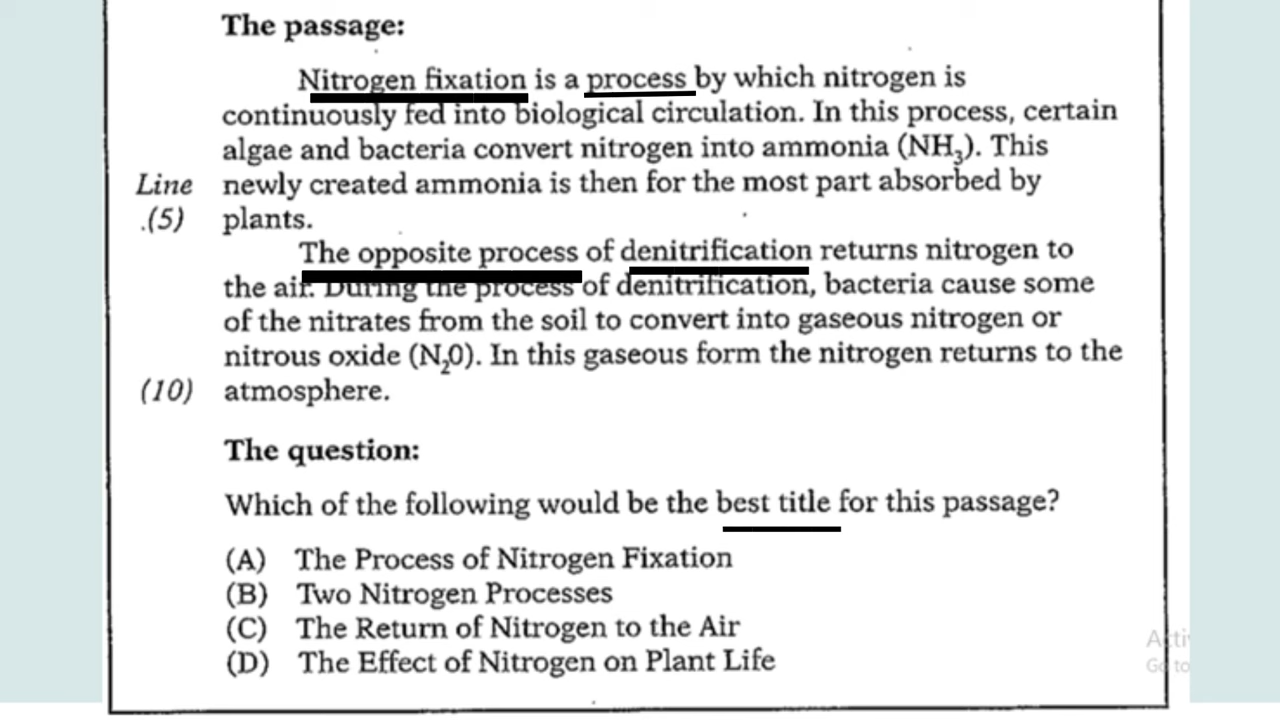 The passage:
Nitrogen fixation is a process by which nitrogen is
continuously fed into biological circulation. In this process, certain
algae and bacteria convert nitrogen into ammonia (NH₃). This
Line newly created ammonia is then for the most part absorbed by
.(5) plants.
The opposite process of denitrification returns nitrogen to
the air. During the process of denitrification, bacteria cause some
of the nitrates from the soil to convert into gaseous nitrogen or
nitrous oxide (N₂0). In this gaseous form the nitrogen returns to the
(10) atmosphere.
The question:
Which of the following would be the best title for this passage?
(A) The Process of Nitrogen Fixation
(B) Two Nitrogen Processes
(C) The Return of Nitrogen to the Air
(D) The Effect of Nitrogen on Plant Life
Go to